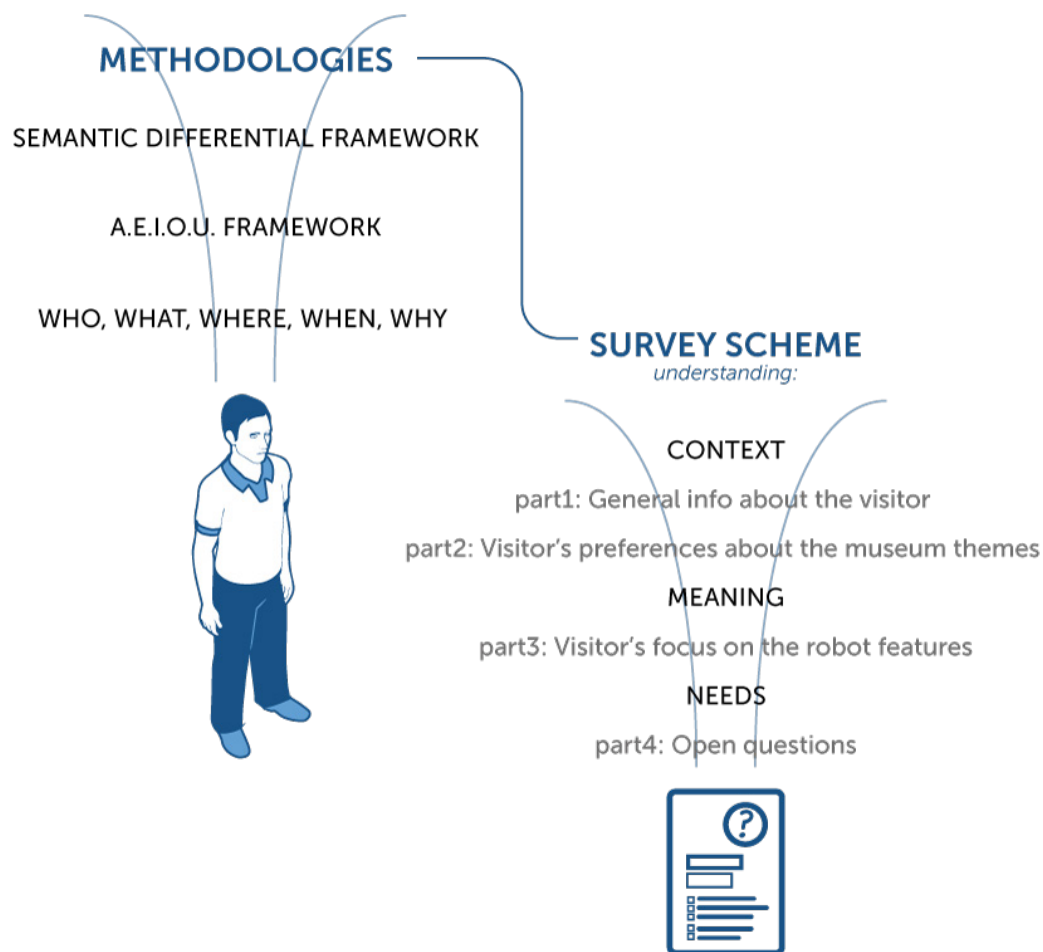 METHODOLOGIES
SEMANTIC DIFFERENTIAL FRAMEWORK
A.E.I.O.U. FRAMEWORK
WHO, WHAT, WHERE, WHEN, WHY
SURVEY SCHEME
understanding:
CONTEXT
part1: General info about the visitor
part2: Visitor's preferences about the museum themes
MEANING
part3: Visitor's focus on the robot features
NEEDS
part4: Open questions
?